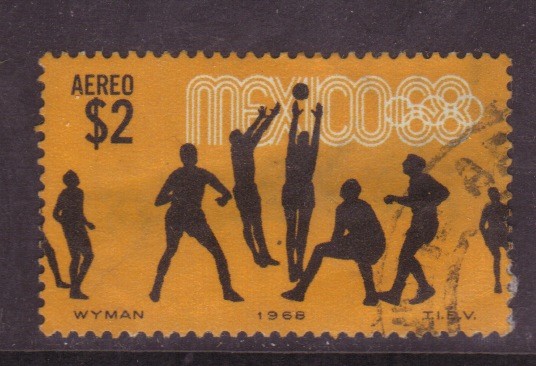 AEREO
$2
MEXICO68
WYMAN 1968 T.I.E.V.